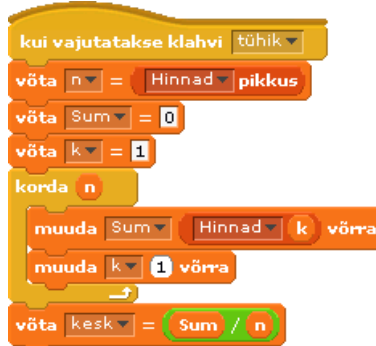 kui vajutatakse klahvi tühik
võta n = Hinnad pikkus
võta Sum = 0
võta k = 1
korda n
muuda Sum Hinnad k võrra
muuda k 1 võrra
võta kesk = Sum / n